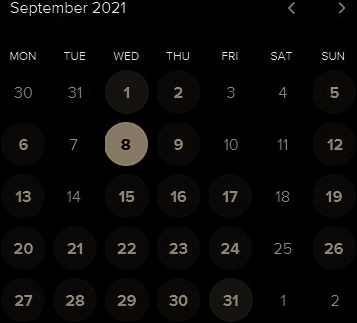 September 2021
MON TUE WED THU FRI SAT SUN
30 31 1 2 3 4 5
6 7 8 9 10 11 12
13 14 15 16 17 18 19
20 21 22 23 24 25 26
27 28 29 30 31 1 2